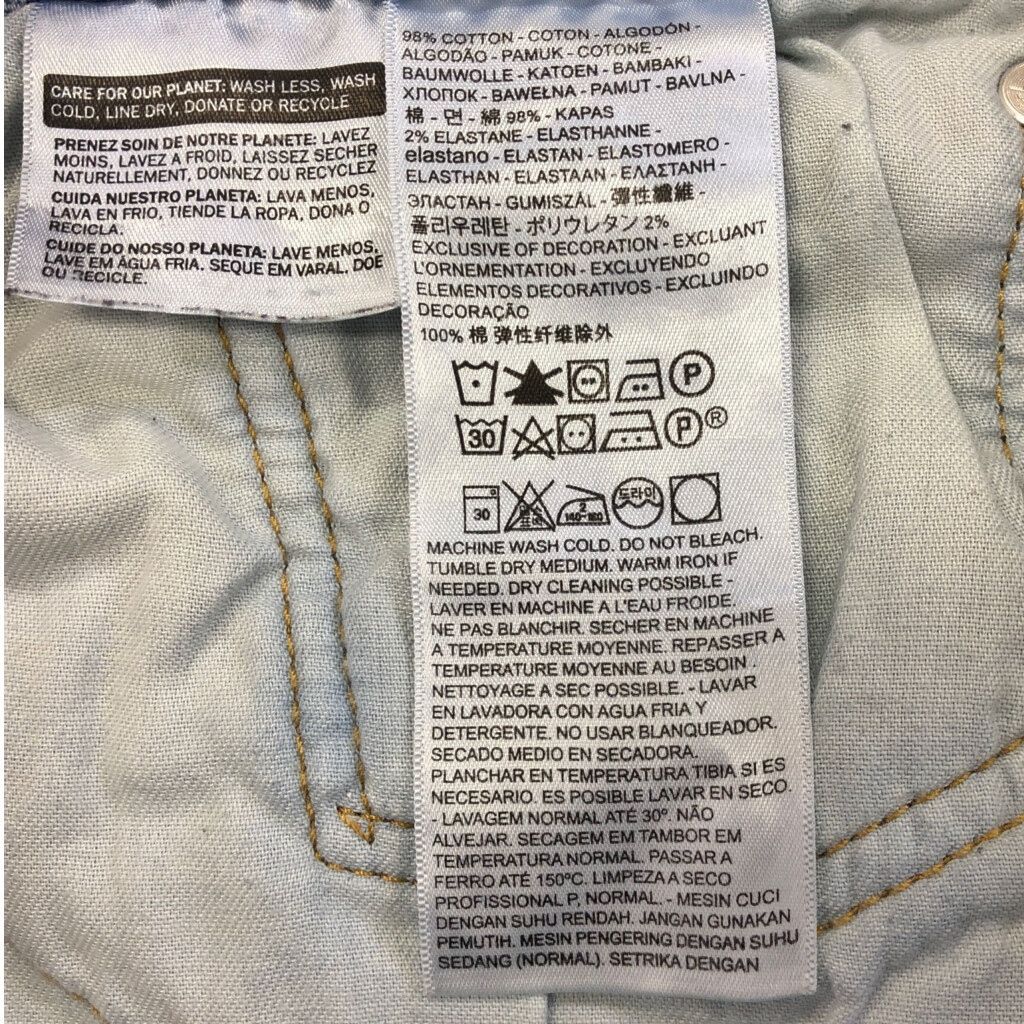 CARE FOR OUR PLANET: WASH LESS, WASH
COLD, LINE DRY, DONATE OR RECYCLE
PRENEZ SOIN DE NOTRE PLANETE: LAVEZ
MOINS, LAVEZ A FROID, LAISSEZ SECHER
NATURELLEMENT, DONNEZ OU RECYCLEZ
CUIDA NUESTRO PLANETA: LAVA MENOS,
LAVA EN FRIO, TIENDE LA ROPA, DONA O
RECICLA.
CUIDE DO NOSSO PLANETA: LAVE MENOS.
LAVE EM ÁGUA FRIA. SEQUE EM VARAL. DOE
OU RECICLE.
98% COTTON - COTON - ALGODÓN -
ALGODÃO - PAMUK - COTONE -
BAUMWOLLE - KATOEN - BAMBAKI -
ХЛОПОК - BAWEŁNA - PAMUT - BAVLNA -
棉 - 면 - 綿 98% - KAPAS
2% ELASTANE - ELASTHANNE -
elastano - ELASTAN - ELASTOMERO -
ELASTHAN - ELASTAAN - ΕΛΑΣΤΑΝΗ -
ЭЛАСТАН - GUMISZÁL - 彈性纖維 -
폴리우레탄 - ポリウレタン 2%
EXCLUSIVE OF DECORATION - EXCLUANT
L'ORNEMENTATION - EXCLUYENDO
ELEMENTOS DECORATIVOS - EXCLUINDO
DECORAÇÃO
100% 棉 弹性纤维除外
P
30 P ®
30 2 140~160 드라이
MACHINE WASH COLD. DO NOT BLEACH.
TUMBLE DRY MEDIUM. WARM IRON IF
NEEDED. DRY CLEANING POSSIBLE -
LAVER EN MACHINE A L'EAU FROIDE.
NE PAS BLANCHIR. SECHER EN MACHINE
A TEMPERATURE MOYENNE. REPASSER A
TEMPERATURE MOYENNE AU BESOIN.
NETTOYAGE A SEC POSSIBLE. - LAVAR
EN LAVADORA CON AGUA FRIA Y
DETERGENTE. NO USAR BLANQUEADOR.
SECADO MEDIO EN SECADORA.
PLANCHAR EN TEMPERATURA TIBIA SI ES
NECESARIO. ES POSIBLE LAVAR EN SECO.
- LAVAGEM NORMAL ATÉ 30º. NÃO
ALVEJAR. SECAGEM EM TAMBOR EM
TEMPERATURA NORMAL. PASSAR A
FERRO ATÉ 150ºC. LIMPEZA A SECO
PROFISSIONAL P, NORMAL. - MESIN CUCI
DENGAN SUHU RENDAH. JANGAN GUNAKAN
PEMUTIH. MESIN PENGERING DENGAN SUHU
SEDANG (NORMAL). SETRIKA DENGAN